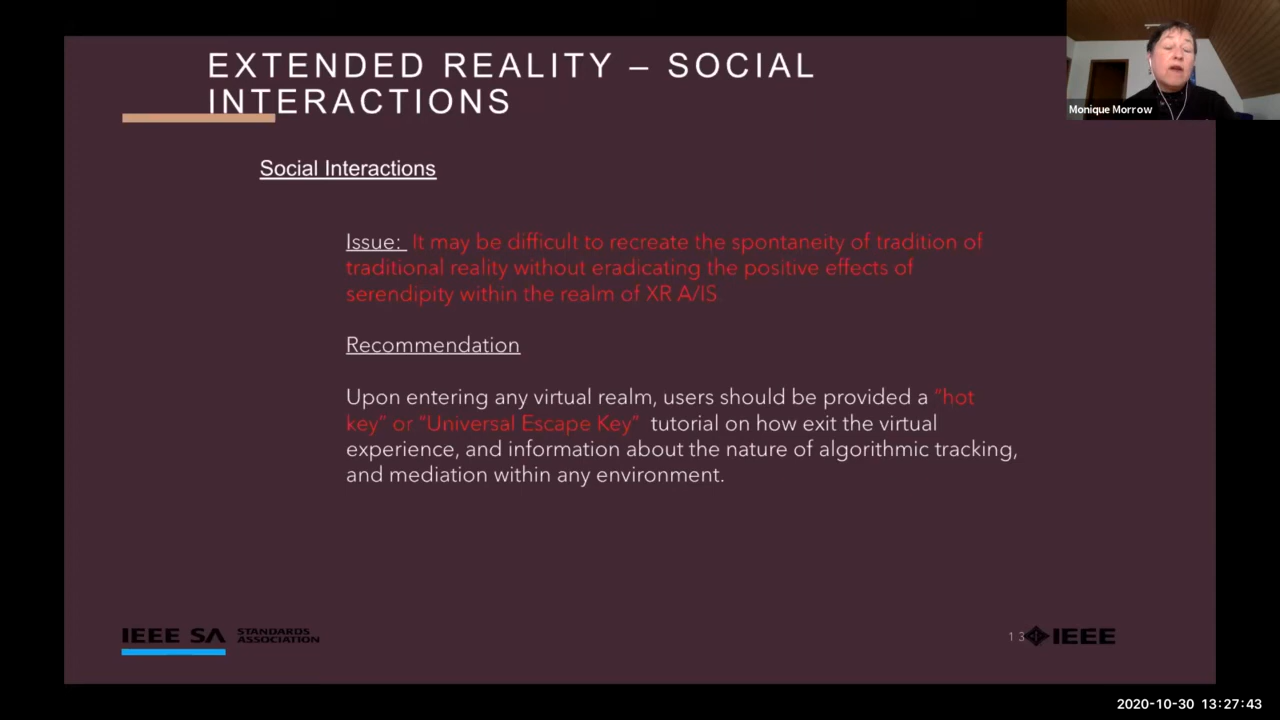 EXTENDED REALITY – SOCIAL
INTERACTIONS
Monique Morrow
Social Interactions
Issue: It may be difficult to recreate the spontaneity of tradition of
traditional reality without eradicating the positive effects of
serendipity within the realm of XR A/IS.
Recommendation
Upon entering any virtual realm, users should be provided a "hot
key" or "Universal Escape Key" tutorial on how exit the virtual
experience, and information about the nature of algorithmic tracking,
and mediation within any environment.
IEEE SA STANDARDS
ASSOCIATION
13
IEEE
2020-10-30 13:27:43